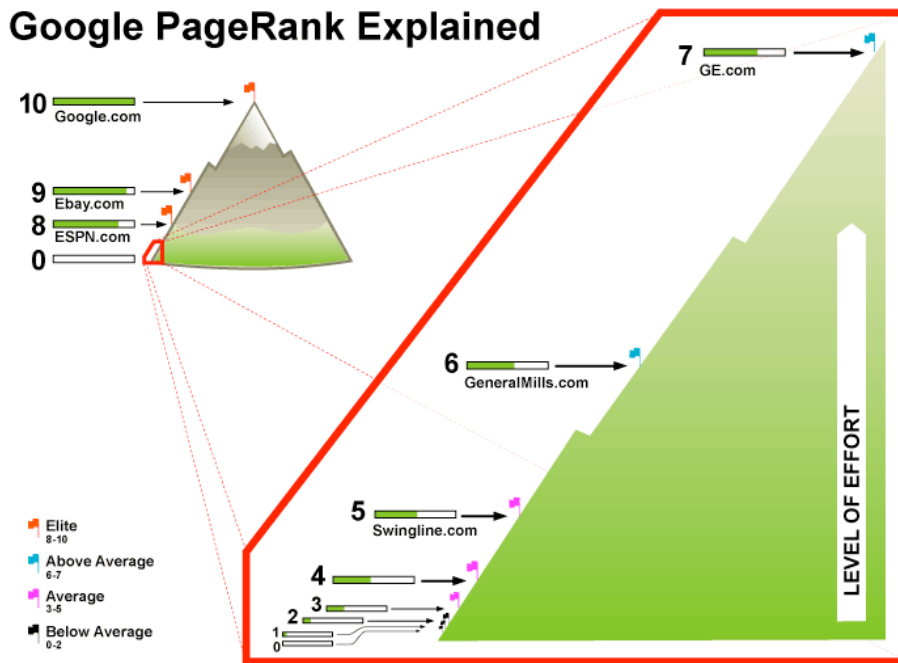 Google PageRank Explained
10
Google.com
9
Ebay.com
8
ESPN.com
0
7
GE.com
6
GeneralMills.com
5
Swingline.com
4
3
2
1
0
LEVEL OF EFFORT
Elite
8-10
Above Average
6-7
Average
3-5
Below Average
0-2